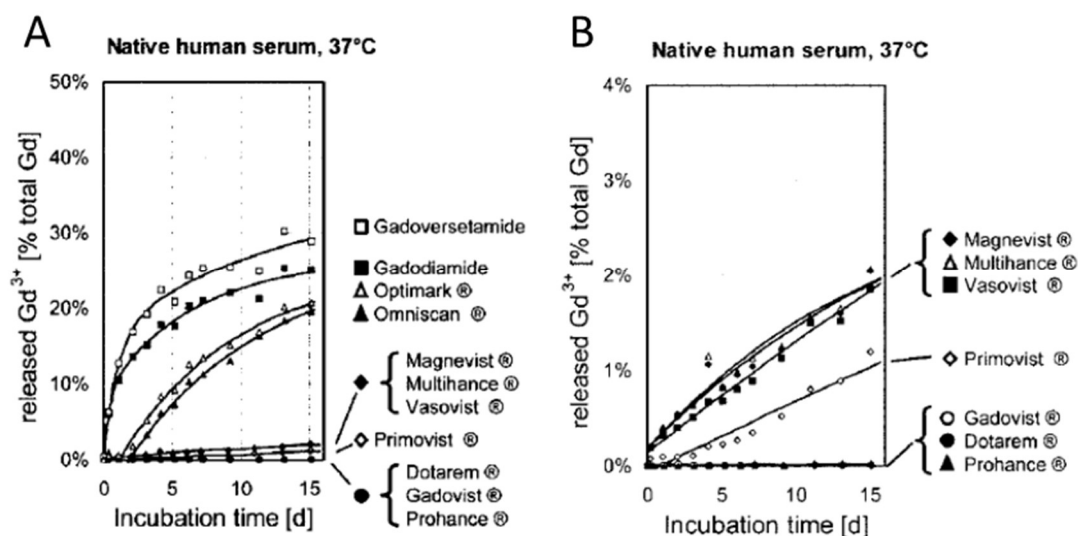 A
Native human serum, 37°C
released Gd³⁺ [% total Gd]
50%
40%
30%
20%
10%
0%
0
5
10
15
Incubation time [d]
Gadoversetamide
Gadodiamide
Optimark ®
Omniscan ®
Magnevist ®
Multihance ®
Vasovist ®
Primovist ®
Dotarem ®
Gadovist ®
Prohance ®
B
Native human serum, 37°C
released Gd³⁺ [% total Gd]
4%
3%
2%
1%
0%
0
5
10
15
Incubation time [d]
Magnevist ®
Multihance ®
Vasovist ®
Primovist ®
Gadovist ®
Dotarem ®
Prohance ®